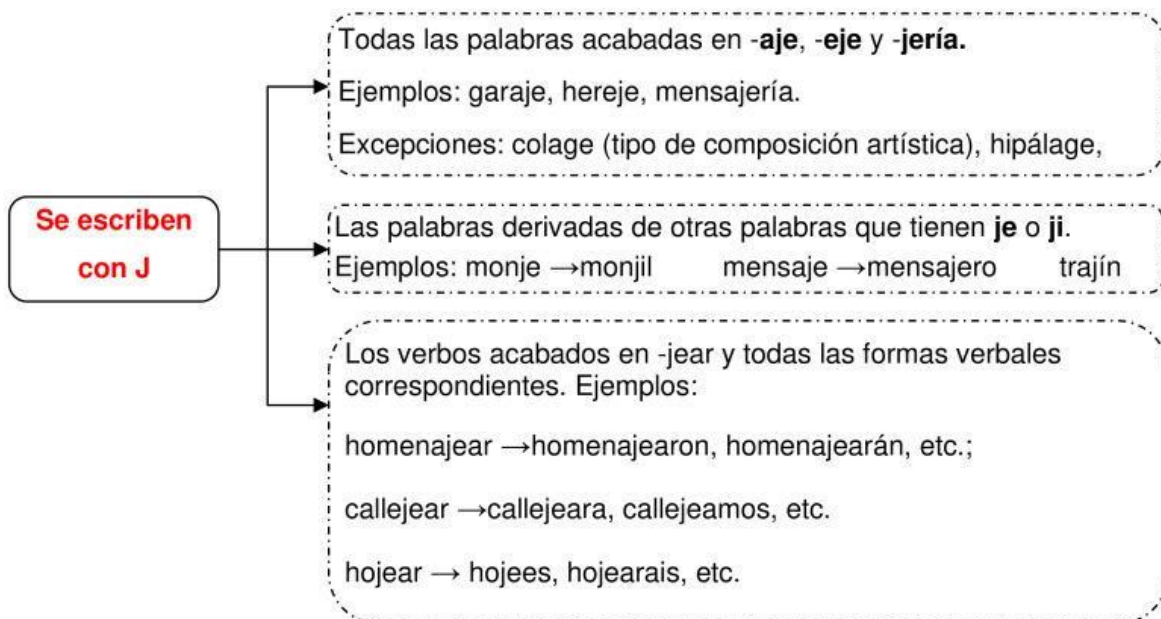 Se escriben
con J
Todas las palabras acabadas en -aje, -eje y -jería.
Ejemplos: garaje, hereje, mensajería.
Excepciones: colage (tipo de composición artística), hipálage,
Las palabras derivadas de otras palabras que tienen je o ji.
Ejemplos: monje →monjil mensaje →mensajero trajín
Los verbos acabados en -jear y todas las formas verbales
correspondientes. Ejemplos:
homenajear →homenajearon, homenajearán, etc.;
callejear →callejeara, callejeamos, etc.
hojear → hojees, hojearais, etc.